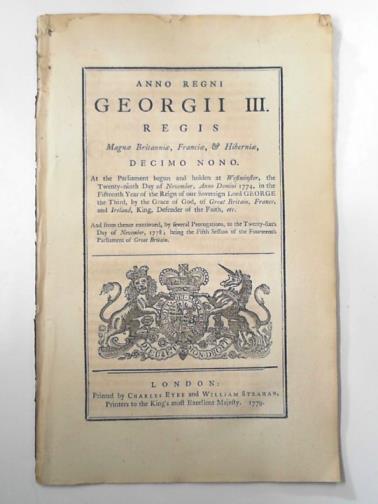 ANNO REGNI
GEORGII III.
REGIS
Magnæ Britanniæ, Franciæ, & Hiberniæ,
DECIMO NONO.
At the Parliament begun and holden at Westminster, the
Twenty-ninth Day of November, Anno Domini 1774, in the
Fifteenth Year of the Reign of our Sovereign Lord GEORGE
the Third, by the Grace of God, of Great Britain, France,
and Ireland, King, Defender of the Faith, etc.
And from thence continued, by several Prorogations, to the Twenty-sixth
Day of November, 1778; being the Fifth Session of the Fourteenth
Parliament of Great Britain.
DIEU ET MON DROIT
LONDON:
Printed by CHARLES EYRE and WILLIAM STRAHAN,
Printers to the King's most Excellent Majesty. 1779.